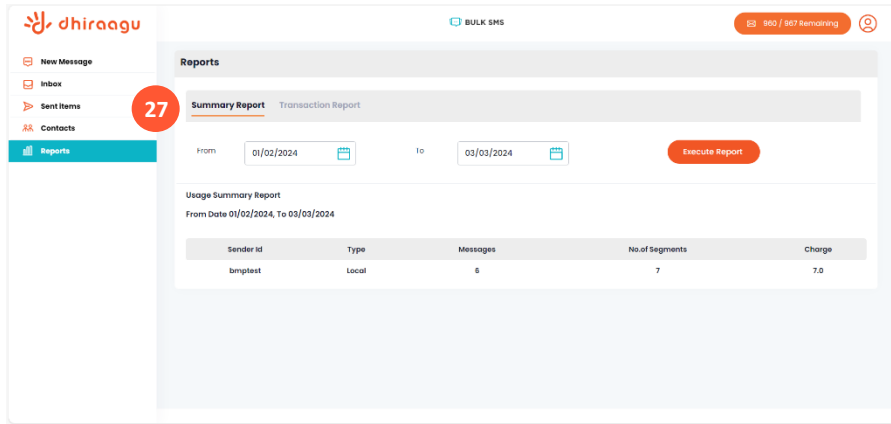 dhiraagu
BULK SMS
960 / 967 Remaining
New Message
Inbox
Sent Items
Contacts
Reports
Reports
27
Summary Report Transaction Report
From 01/02/2024 To 03/03/2024 Execute Report
Usage Summary Report
From Date 01/02/2024, To 03/03/2024
Sender Id Type Messages No.of Segments Charge
bmptest Local 6 7 7.0